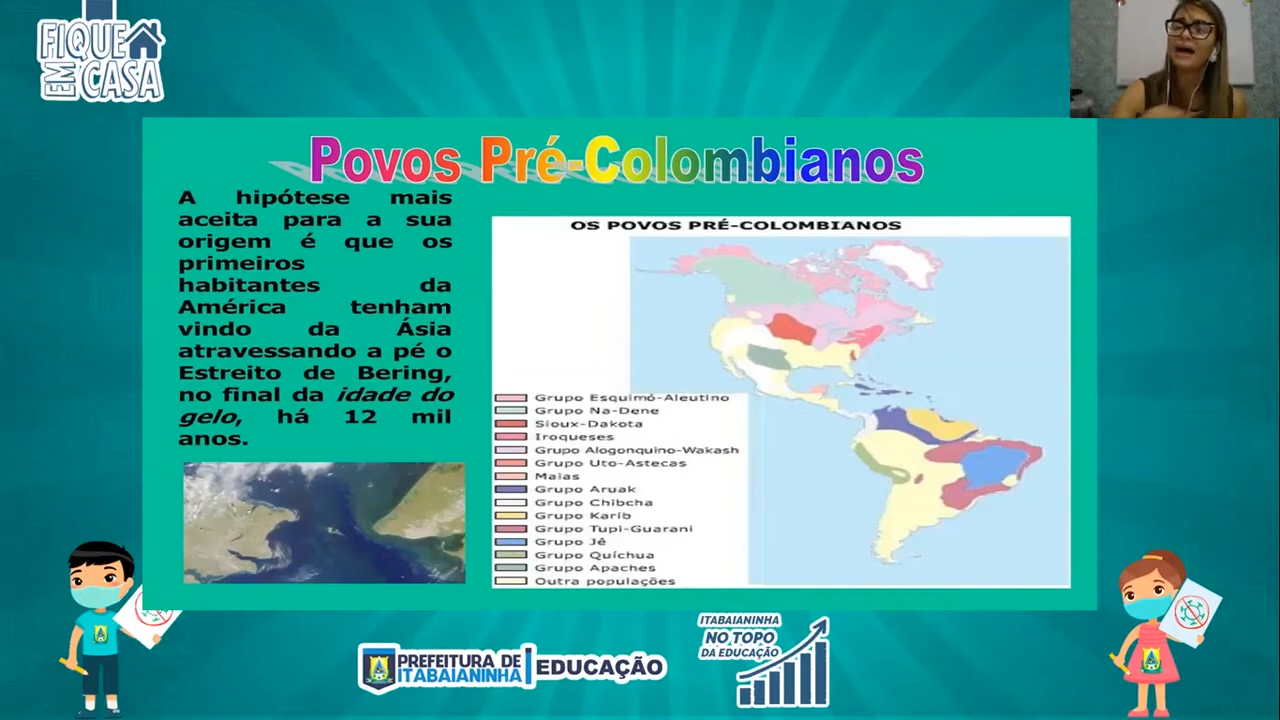 FIQUE
EM CASA
Povos Pré-Colombianos
A hipótese mais
aceita para a sua
origem é que os
primeiros
habitantes da
América tenham
vindo da Ásia
atravessando a pé o
Estreito de Bering,
no final da idade do
gelo, há 12 mil
anos.
OS POVOS PRÉ-COLOMBIANOS
Grupo Esquimó-Aleutino
Grupo Na-Dene
Sioux-Dakota
Iroqueses
Grupo Alogonquino-Wakash
Grupo Uto-Astecas
Maias
Grupo Aruak
Grupo Chibcha
Grupo Karib
Grupo Tupi-Guarani
Grupo Jê
Grupo Quíchua
Grupo Apaches
Outra populações
PREFEITURA DE
ITABAIANINHA
EDUCAÇÃO
ITABAIANINHA
NO TOPO
DA EDUCAÇÃO